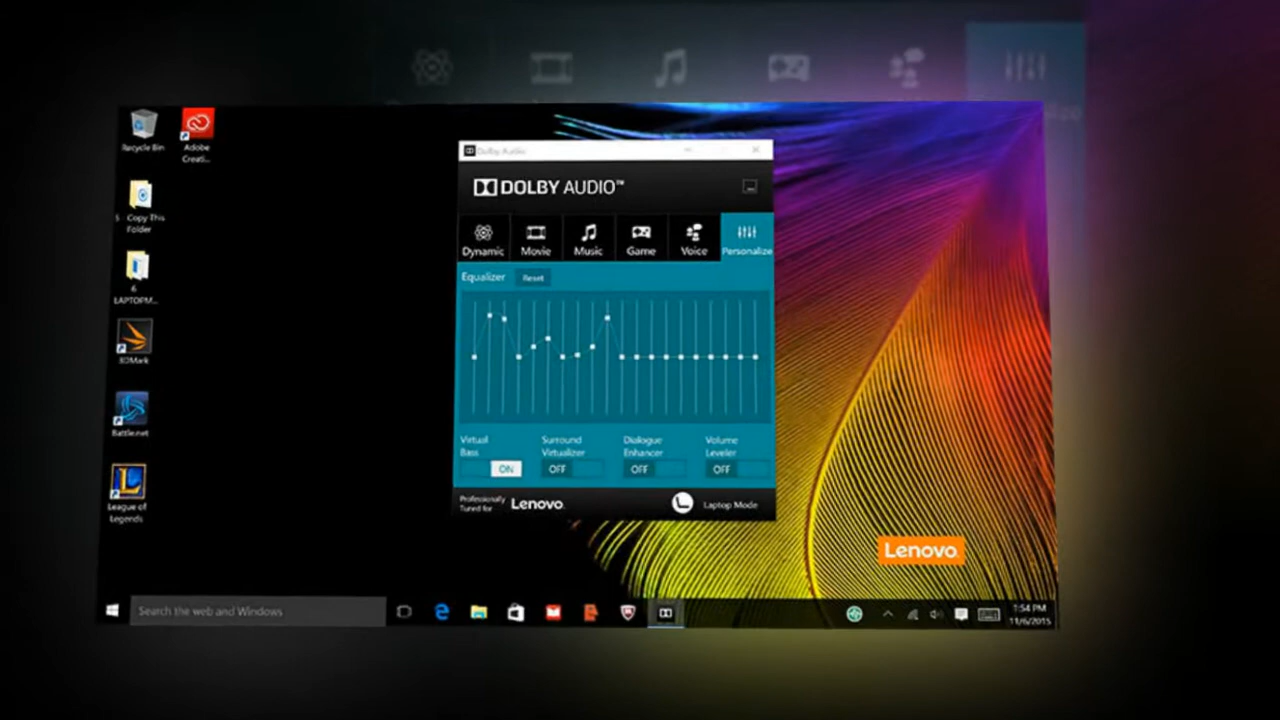 Recycle Bin
Adobe
Creati...
Copy This
Folder
6
LAPTOPM...
3DMark
Battle.net
League of
Legends
Dolby Audio
DOLBY AUDIO™
Dynamic
Movie
Music
Game
Voice
Personalize
Equalizer
Reset
Virtual
Bass
ON
Surround
Virtualizer
OFF
Dialogue
Enhancer
OFF
Volume
Leveler
OFF
Professionally
Tuned for
Lenovo
Laptop Mode
Lenovo
Search the web and Windows
1:54 PM
11/6/2015